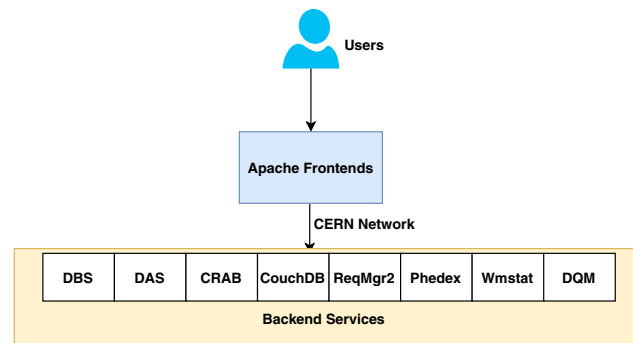 Users
Apache Frontends
CERN Network
DBS DAS CRAB CouchDB ReqMgr2 Phedex Wmstat DQM
Backend Services